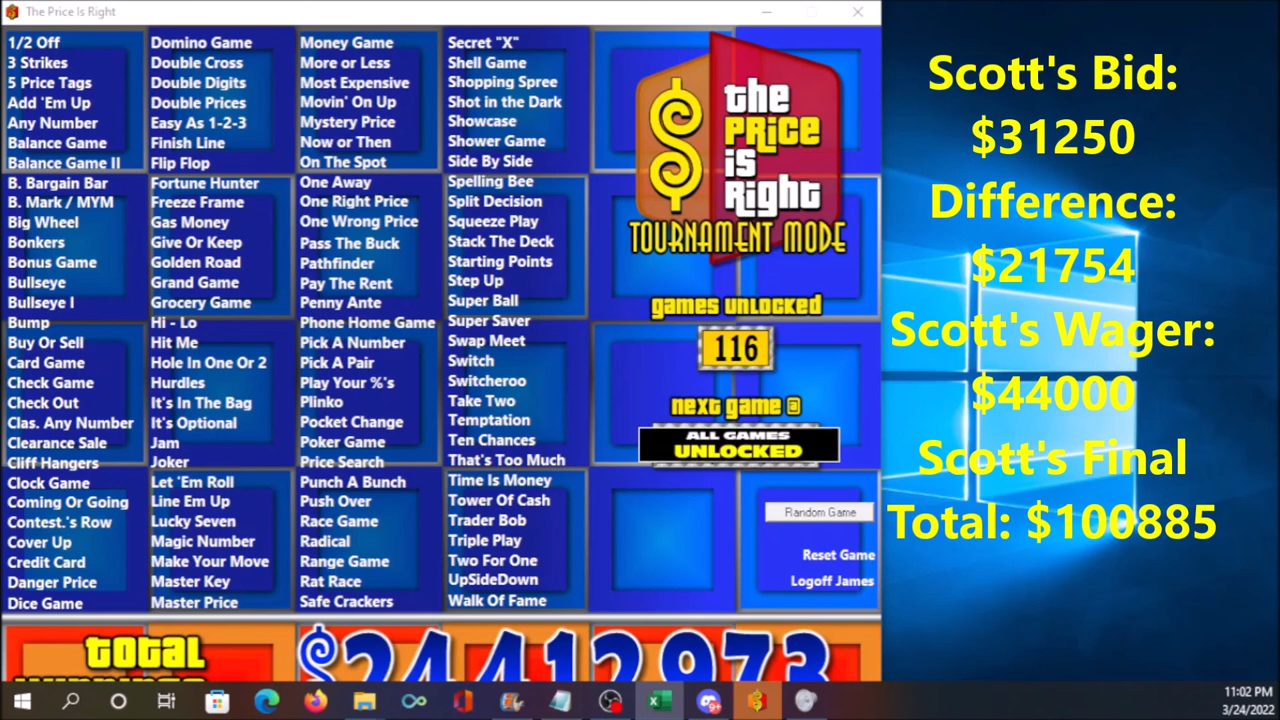 The Price Is Right
1/2 Off
3 Strikes
5 Price Tags
Add 'Em Up
Any Number
Balance Game
Balance Game II
B. Bargain Bar
B. Mark / MYM
Big Wheel
Bonkers
Bonus Game
Bullseye
Bullseye I
Bump
Buy Or Sell
Card Game
Check Game
Check Out
Clas. Any Number
Clearance Sale
Cliff Hangers
Clock Game
Coming Or Going
Contest.'s Row
Cover Up
Credit Card
Danger Price
Dice Game
Domino Game
Double Cross
Double Digits
Double Prices
Easy As 1-2-3
Finish Line
Flip Flop
Fortune Hunter
Freeze Frame
Gas Money
Give Or Keep
Golden Road
Grand Game
Grocery Game
Hi - Lo
Hit Me
Hole In One Or 2
Hurdles
It's In The Bag
It's Optional
Jam
Joker
Let 'Em Roll
Line Em Up
Lucky Seven
Magic Number
Make Your Move
Master Key
Master Price
Money Game
More or Less
Most Expensive
Movin' On Up
Mystery Price
Now or Then
On The Spot
One Away
One Right Price
One Wrong Price
Pass The Buck
Pathfinder
Pay The Rent
Penny Ante
Phone Home Game
Pick A Number
Pick A Pair
Play Your %'s
Plinko
Pocket Change
Poker Game
Price Search
Punch A Bunch
Push Over
Race Game
Radical
Range Game
Rat Race
Safe Crackers
Secret "X"
Shell Game
Shopping Spree
Shot in the Dark
Showcase
Shower Game
Side By Side
Spelling Bee
Split Decision
Squeeze Play
Stack The Deck
Starting Points
Step Up
Super Ball
Super Saver
Swap Meet
Switch
Switcheroo
Take Two
Temptation
Ten Chances
That's Too Much
Time Is Money
Tower Of Cash
Trader Bob
Triple Play
Two For One
UpSideDown
Walk Of Fame
$
the
PRiCE
is
Right
TOURNAMENT MODE
games unlocked
116
next game @
ALL GAMES
UNLOCKED
Random Game
Reset Game
Logoff James
total
winnings
$24412973
Scott's Bid:
$31250
Difference:
$21754
Scott's Wager:
$44000
Scott's Final
Total: $100885
9+
11:02 PM
3/24/2022